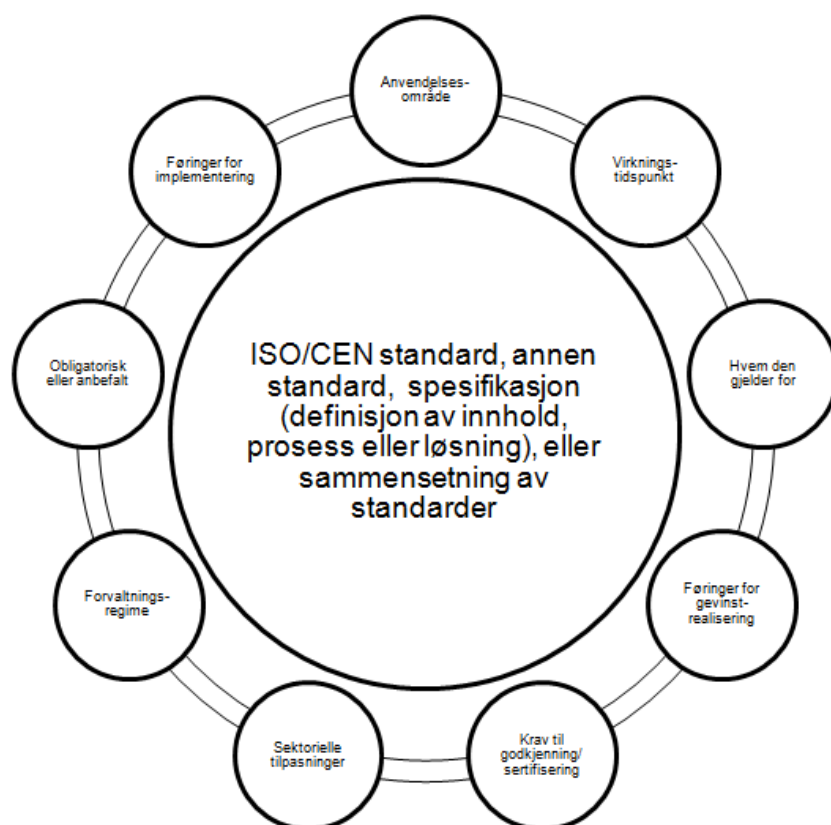 Anvendelses-
område
Virknings-
tidspunkt
Hvem den
gjelder for
Føringer for
gevinst-
realisering
Krav til
godkjenning/
sertifisering
Sektorielle
tilpasninger
Forvaltnings-
regime
Obligatorisk
eller anbefalt
Føringer for
implementering
ISO/CEN standard, annen
standard, spesifikasjon
(definisjon av innhold,
prosess eller løsning), eller
sammensetning av
standarder